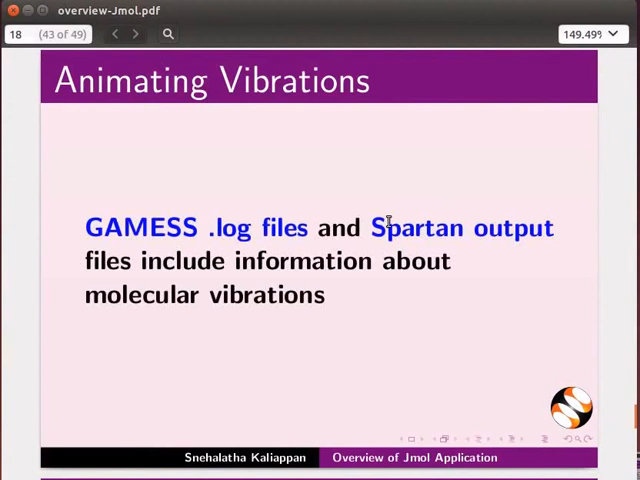 overview-Jmol.pdf
18 (43 of 49) 149.49%
Animating Vibrations
GAMESS .log files and Spartan output
files include information about
molecular vibrations
Snehalatha Kaliappan Overview of Jmol Application